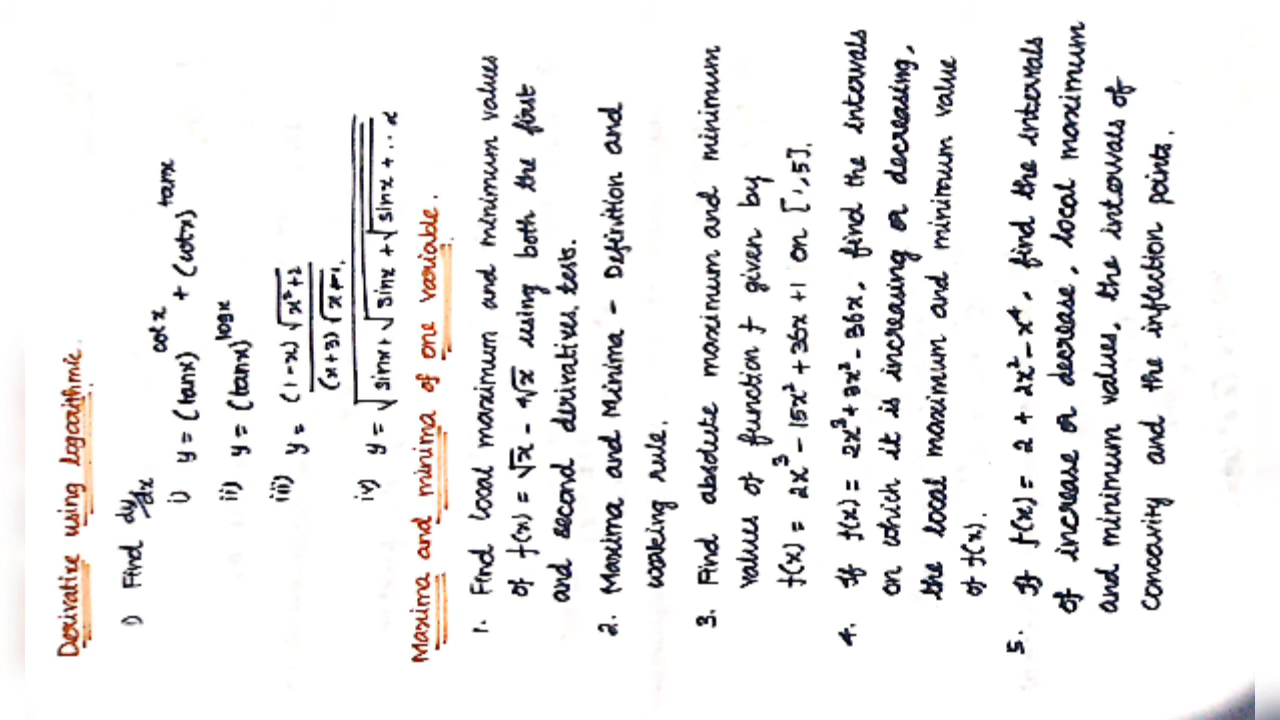 Derivative using logarithmic.
1) Find dy/dx
i) y = (tanx)^cotx + (cotx)^tanx
ii) y = (tanx)^logx
iii) y = (1-x) √x²+2 / (x+3) √x+1.
iv) y = √sinx+√sinx+√sinx+..α
Maxima and minima of one variable.
1. Find local maximum and minimum values
of f(x) = √x - ∜x using both the first
and second derivatives tests.
2. Maxima and Minima - Definition and
working rule.
3. Find absolute maximum and minimum
values of function f given by
f(x) = 2x³ - 15x² + 36x +1 on [1,5].
4. If f(x) = 2x³+3x²-36x, find the intervals
on which it is increasing or decreasing,
the local maximum and minimum value
of f(x).
5. If f(x) = 2 + 2x² - x⁴, find the intervals
of increase or decrease, local maximum
and minimum values, the intervals of
concavity and the inflection points.